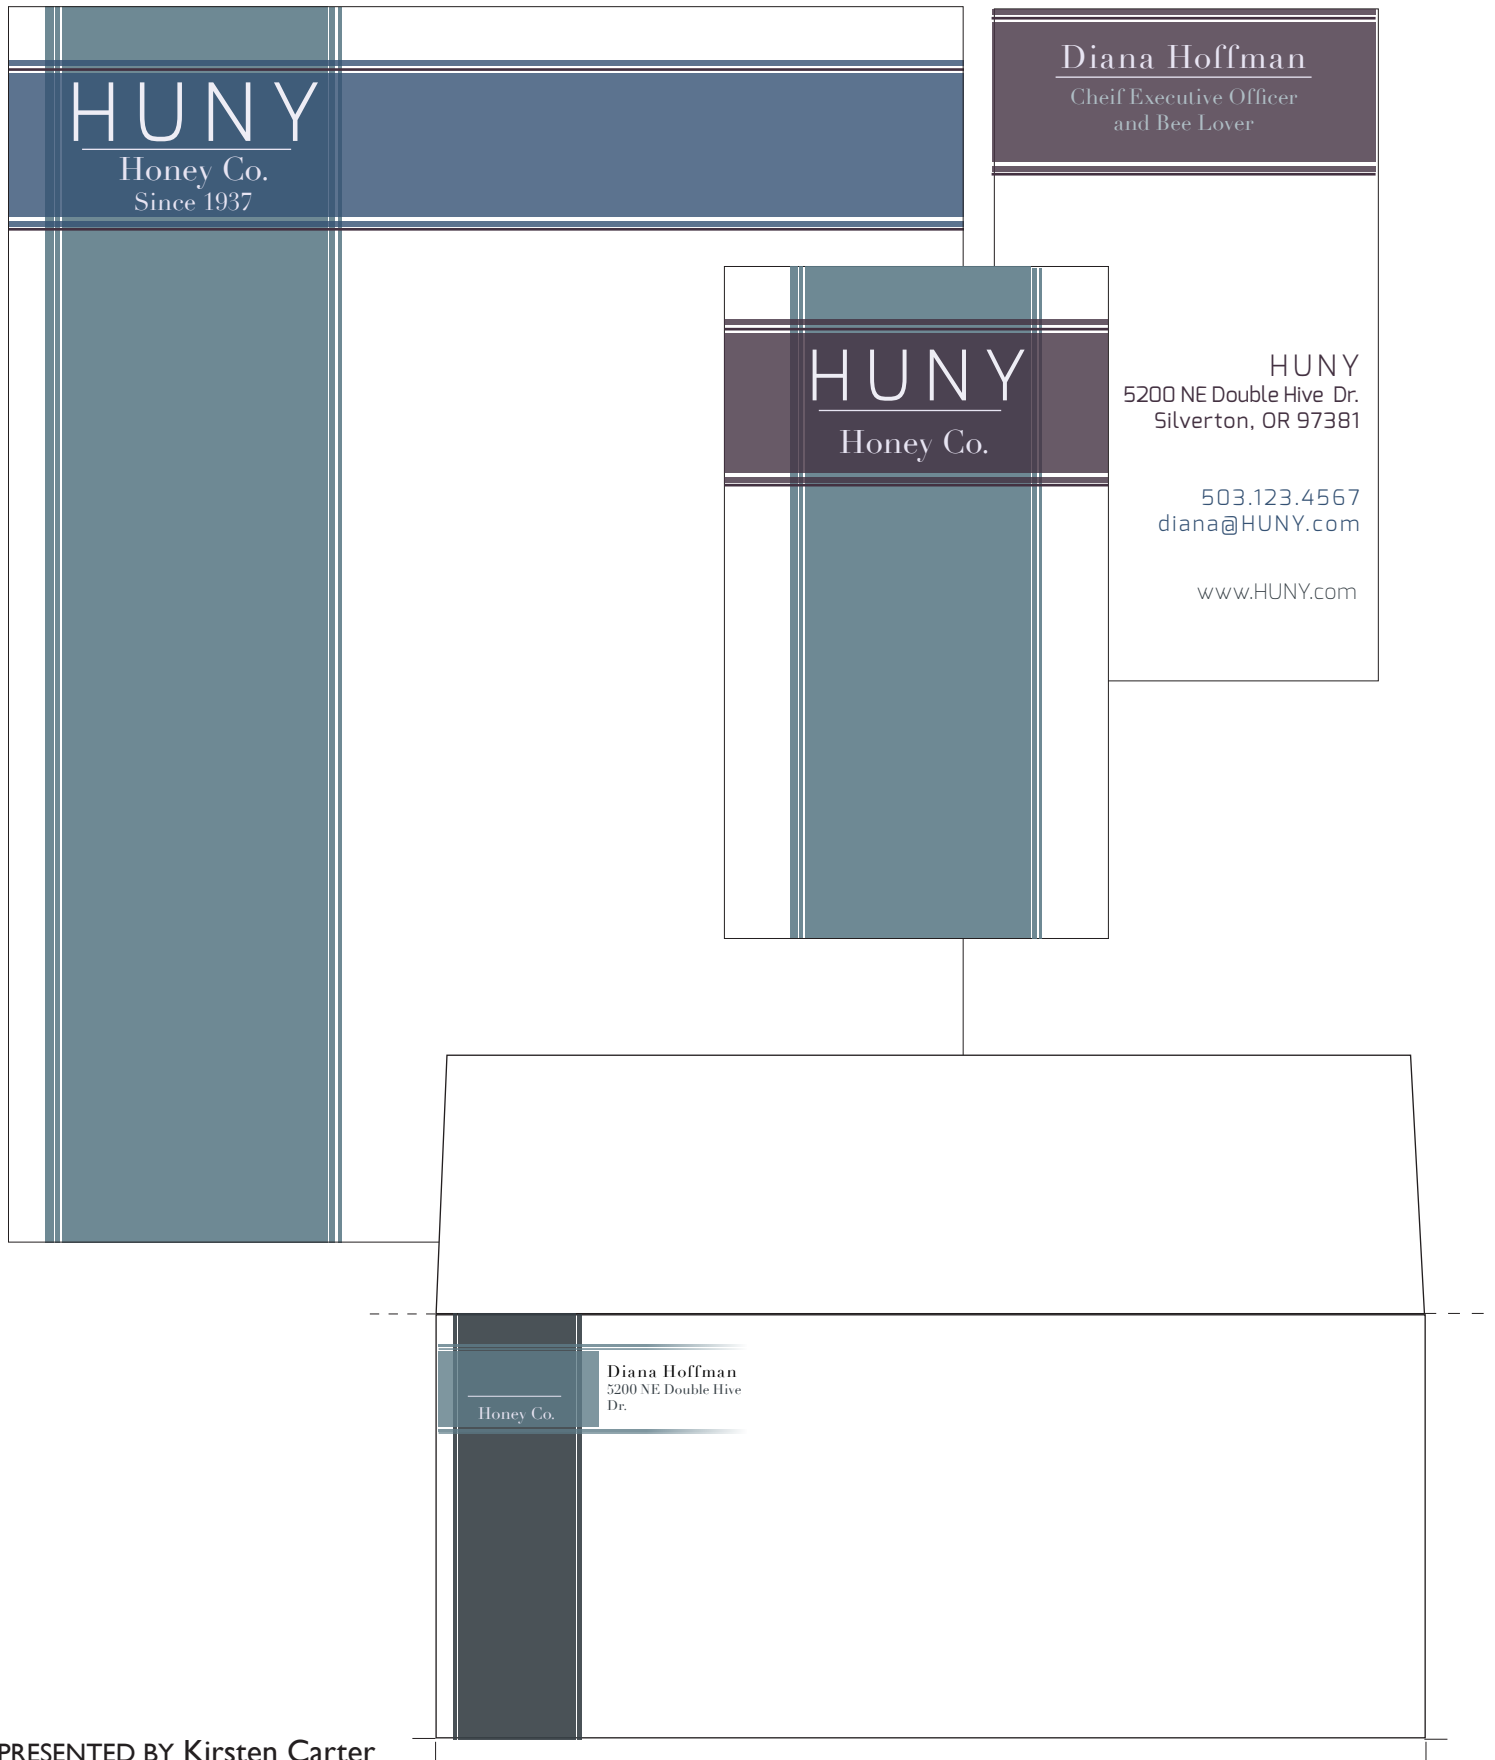 HUNY
Honey Co.
Since 1937
Diana Hoffman
Cheif Executive Officer
and Bee Lover
HUNY
Honey Co.
HUNY
5200 NE Double Hive Dr.
Silverton, OR 97381
503.123.4567
diana@HUNY.com
www.HUNY.com
Honey Co.
Diana Hoffman
5200 NE Double Hive
Dr.
PRESENTED BY Kirsten Carter